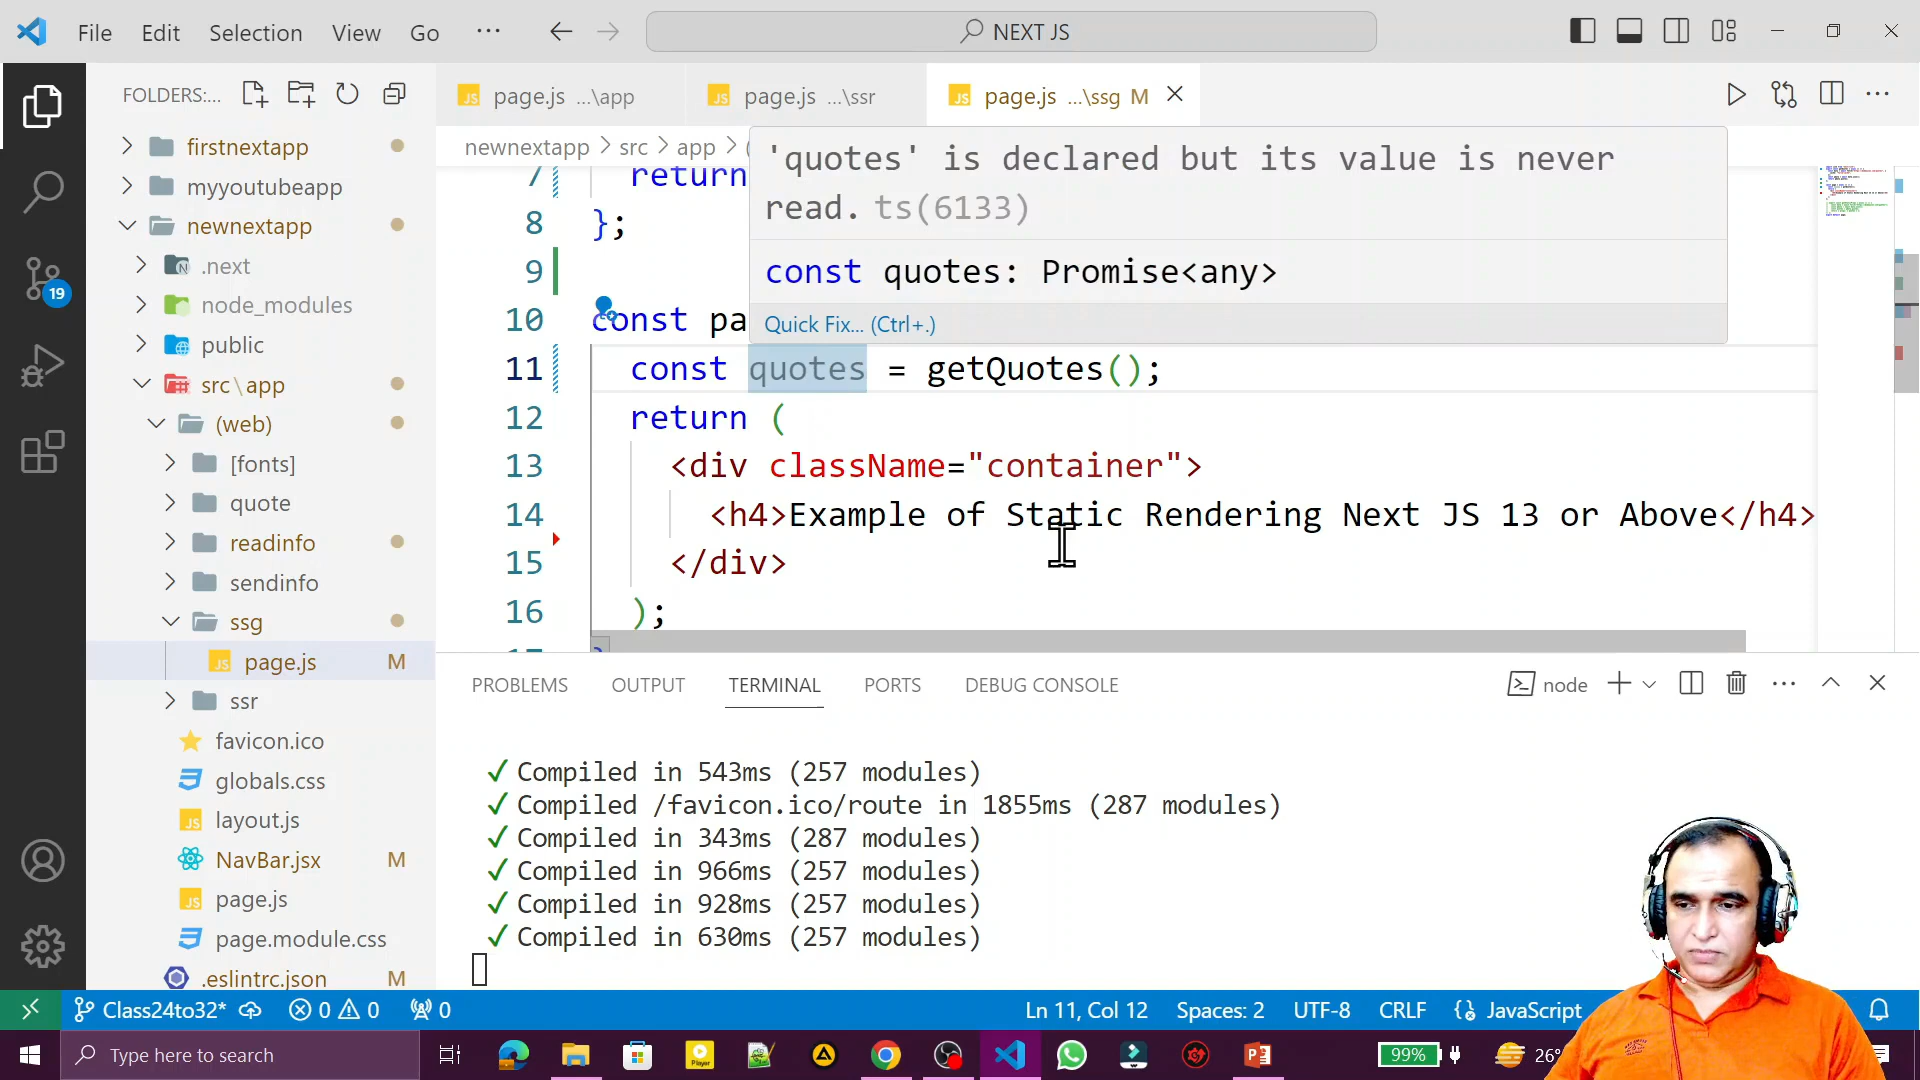 File Edit Selection View Go ··· NEXT JS
FOLDERS:...
page.js ...\app page.js ...\ssr page.js ...\ssg M
firstnextapp
myyoutubeapp
newnextapp
.next
node_modules
public
src\app
(web)
[fonts]
quote
readinfo
sendinfo
ssg
page.js M
ssr
favicon.ico
globals.css
layout.js
NavBar.jsx M
page.js
page.module.css
.eslintrc.json M
newnextapp > src > app > (
'quotes' is declared but its value is never
read. ts(6133)
const quotes: Promise<any>
Quick Fix... (Ctrl+.)
7 return
8 };
9
10 const pa
11 const quotes = getQuotes();
12 return (
13 <div className="container">
14 <h4>Example of Static Rendering Next JS 13 or Above</h4>
15 </div>
16 );
PROBLEMS OUTPUT TERMINAL PORTS DEBUG CONSOLE node
✓ Compiled in 543ms (257 modules)
✓ Compiled /favicon.ico/route in 1855ms (287 modules)
✓ Compiled in 343ms (287 modules)
✓ Compiled in 966ms (257 modules)
✓ Compiled in 928ms (257 modules)
✓ Compiled in 630ms (257 modules)
19
Class24to32* 0 0 0 Ln 11, Col 12 Spaces: 2 UTF-8 CRLF {} JavaScript
Type here to search 99% 26°